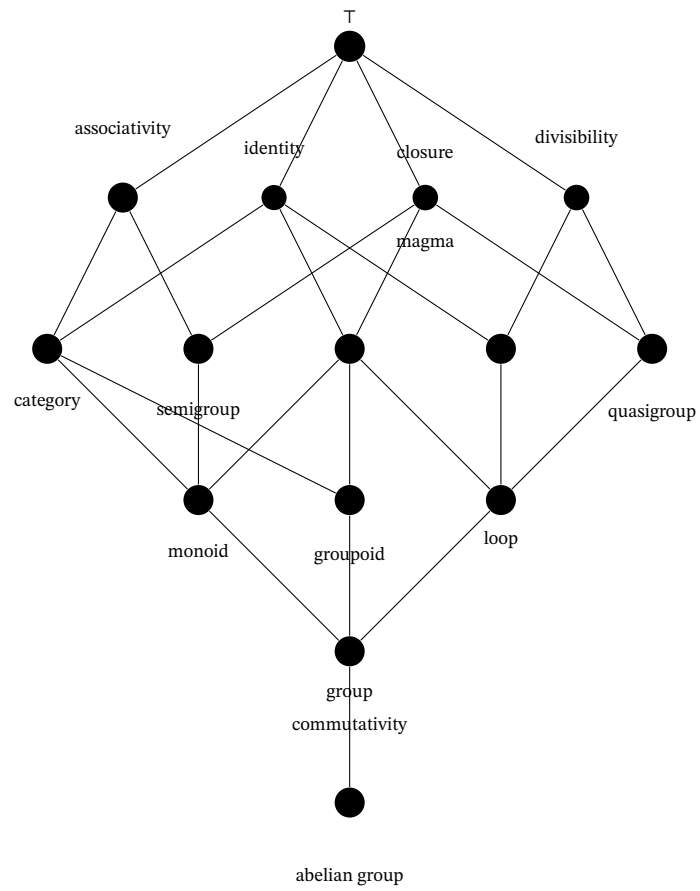 ⊤
associativity
identity
closure
divisibility
magma
category
semigroup
quasigroup
monoid
groupoid
loop
group
commutativity
abelian group